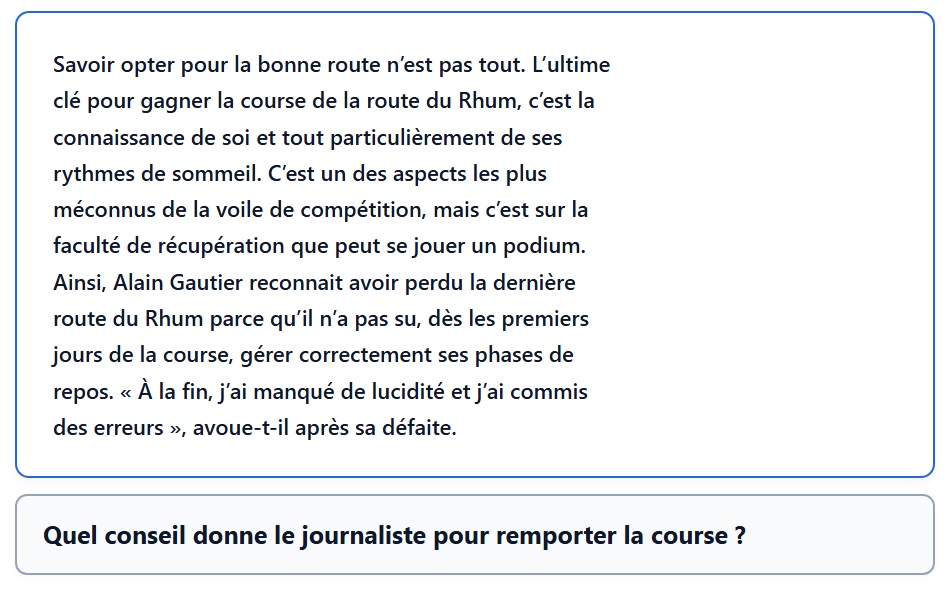 Savoir opter pour la bonne route n’est pas tout. L’ultime
clé pour gagner la course de la route du Rhum, c’est la
connaissance de soi et tout particulièrement de ses
rythmes de sommeil. C’est un des aspects les plus
méconnus de la voile de compétition, mais c’est sur la
faculté de récupération que peut se jouer un podium.
Ainsi, Alain Gautier reconnait avoir perdu la dernière
route du Rhum parce qu’il n’a pas su, dès les premiers
jours de la course, gérer correctement ses phases de
repos. « À la fin, j’ai manqué de lucidité et j’ai commis
des erreurs », avoue-t-il après sa défaite.
Quel conseil donne le journaliste pour remporter la course ?